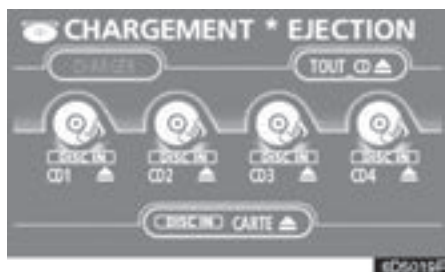 CHARGEMENT * EJECTION
CHARGER TOUT CD
DISC IN DISC IN DISC IN DISC IN
CD1 CD2 CD3 CD4
DISC IN CARTE